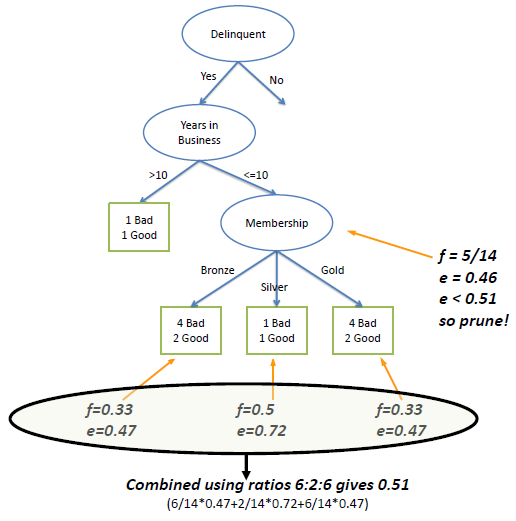 Delinquent
Yes
No
Years in
Business
>10
<=10
1 Bad
1 Good
Membership
f = 5/14
e = 0.46
e < 0.51
so prune!
Bronze
Silver
Gold
4 Bad
2 Good
1 Bad
1 Good
4 Bad
2 Good
f=0.33
e=0.47
f=0.5
e=0.72
f=0.33
e=0.47
Combined using ratios 6:2:6 gives 0.51
(6/14*0.47+2/14*0.72+6/14*0.47)